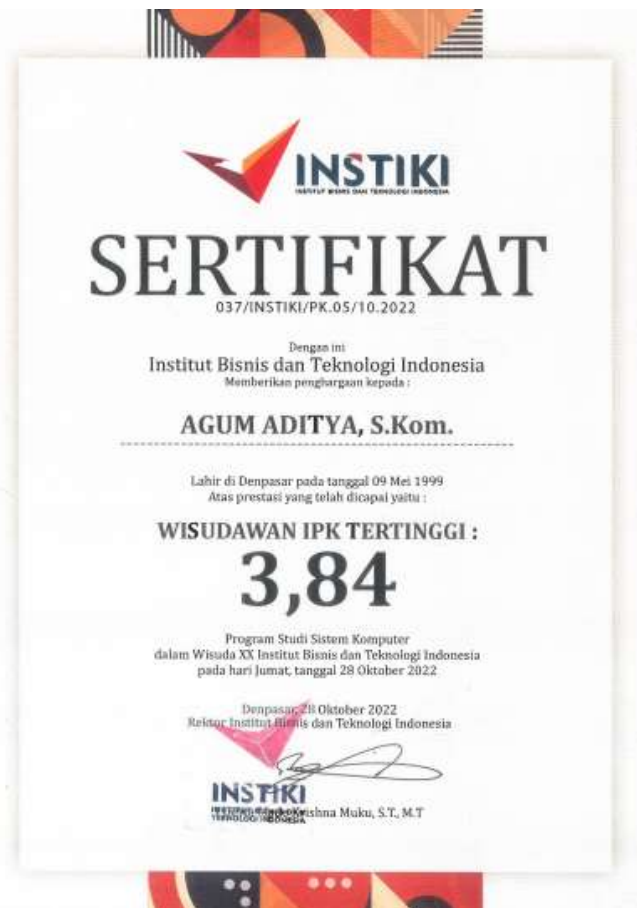 INSTIKI
INSTITUT BISNIS DAN TEKNOLOGI INDONESIA
SERTIFIKAT
037/INSTIKI/PK.05/10.2022
Dengan ini
Institut Bisnis dan Teknologi Indonesia
Memberikan penghargaan kepada :
AGUM ADITYA, S.Kom.
Lahir di Denpasar pada tanggal 09 Mei 1999
Atas prestasi yang telah dicapai yaitu :
WISUDAWAN IPK TERTINGGI :
3,84
Program Studi Sistem Komputer
dalam Wisuda XX Institut Bisnis dan Teknologi Indonesia
pada hari Jumat, tanggal 28 Oktober 2022
Denpasar, 28 Oktober 2022
Rektor Institut Bisnis dan Teknologi Indonesia
INSTIKI
Krishna Muku, S.T., M.T
TEKNOLOGI INDONESIA